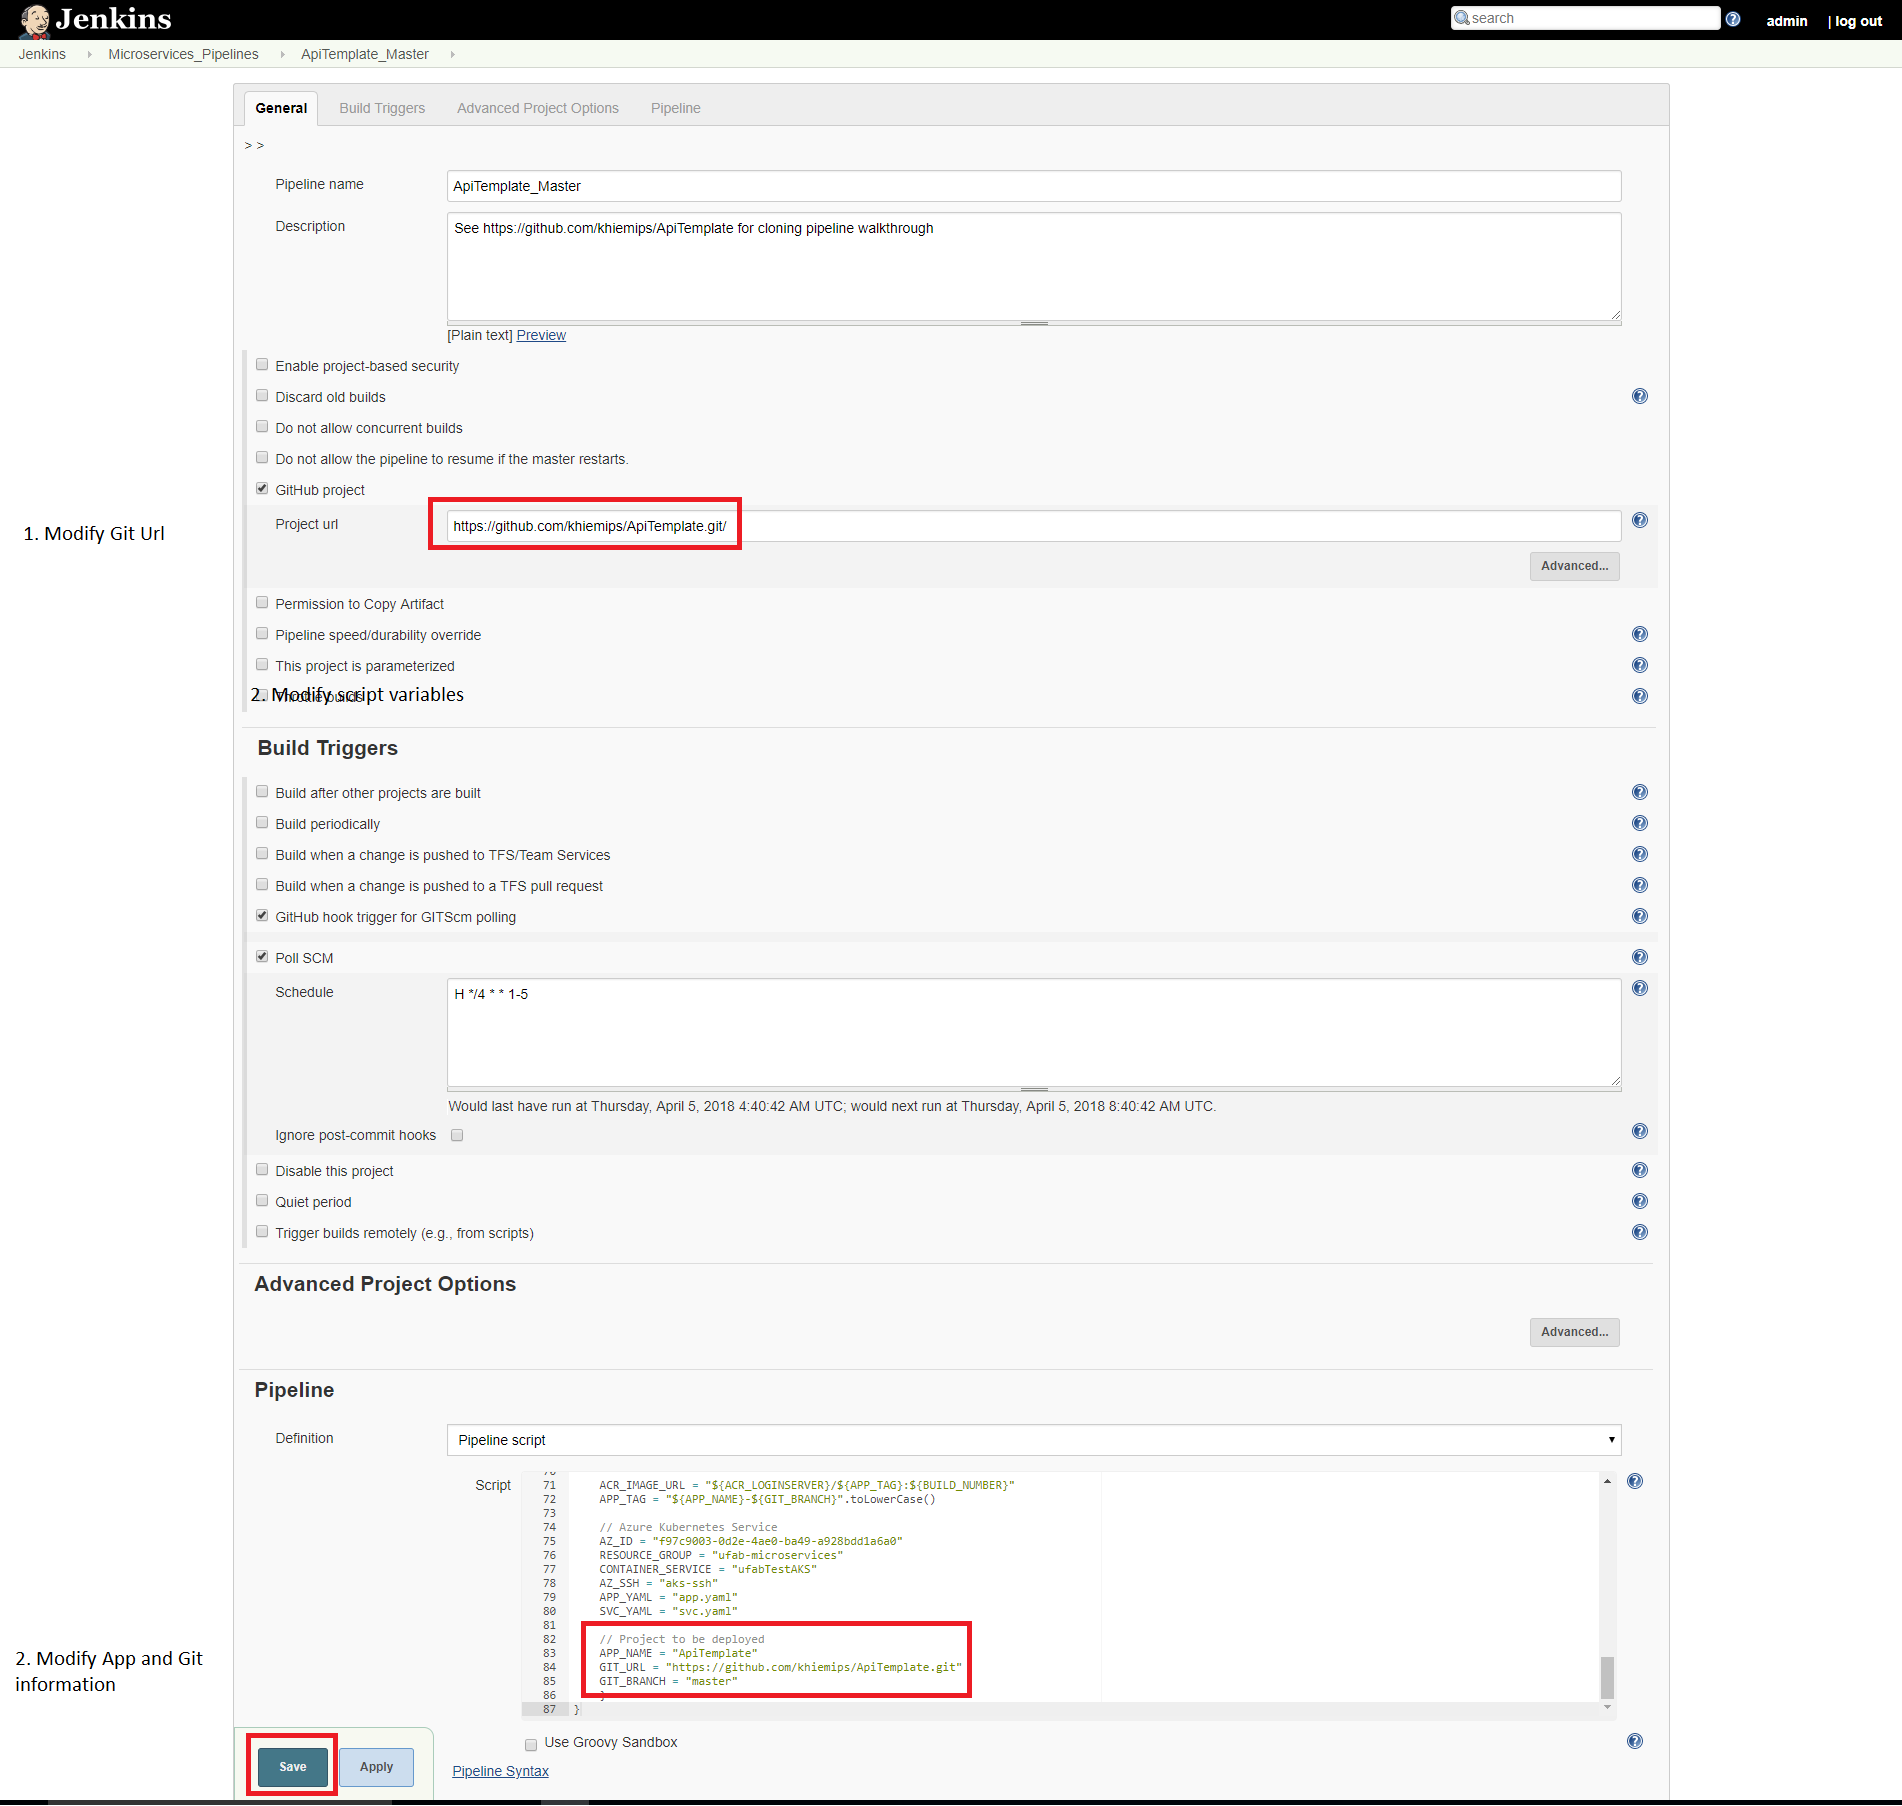 Jenkins
search
admin
| log out
Jenkins
Microservices_Pipelines
ApiTemplate_Master
General
Build Triggers
Advanced Project Options
Pipeline
> >
Pipeline name
ApiTemplate_Master
Description
See https://github.com/khiemips/ApiTemplate for cloning pipeline walkthrough
[Plain text] Preview
Enable project-based security
Discard old builds
Do not allow concurrent builds
Do not allow the pipeline to resume if the master restarts.
GitHub project
1. Modify Git Url
Project url
https://github.com/khiemips/ApiTemplate.git/
Advanced...
Permission to Copy Artifact
Pipeline speed/durability override
This project is parameterized
2. Modify script variables
Throttle builds
Build Triggers
Build after other projects are built
Build periodically
Build when a change is pushed to TFS/Team Services
Build when a change is pushed to a TFS pull request
GitHub hook trigger for GITScm polling
Poll SCM
Schedule
H */4 * * 1-5
Would last have run at Thursday, April 5, 2018 4:40:42 AM UTC; would next run at Thursday, April 5, 2018 8:40:42 AM UTC.
Ignore post-commit hooks
Disable this project
Quiet period
Trigger builds remotely (e.g., from scripts)
Advanced Project Options
Advanced...
Pipeline
Definition
Pipeline script
Script
70
71 ACR_IMAGE_URL = "${ACR_LOGINSERVER}/${APP_TAG}:${BUILD_NUMBER}"
72 APP_TAG = "${APP_NAME}-${GIT_BRANCH}".toLowerCase()
73
74 // Azure Kubernetes Service
75 AZ_ID = "f97c9003-0d2e-4ae0-ba49-a928bdd1a6a0"
76 RESOURCE_GROUP = "ufab-microservices"
77 CONTAINER_SERVICE = "ufabTestAKS"
78 AZ_SSH = "aks-ssh"
79 APP_YAML = "app.yaml"
80 SVC_YAML = "svc.yaml"
81
82 // Project to be deployed
83 APP_NAME = "ApiTemplate"
84 GIT_URL = "https://github.com/khiemips/ApiTemplate.git"
85 GIT_BRANCH = "master"
86 }
87 }
2. Modify App and Git
information
Use Groovy Sandbox
Save
Apply
Pipeline Syntax